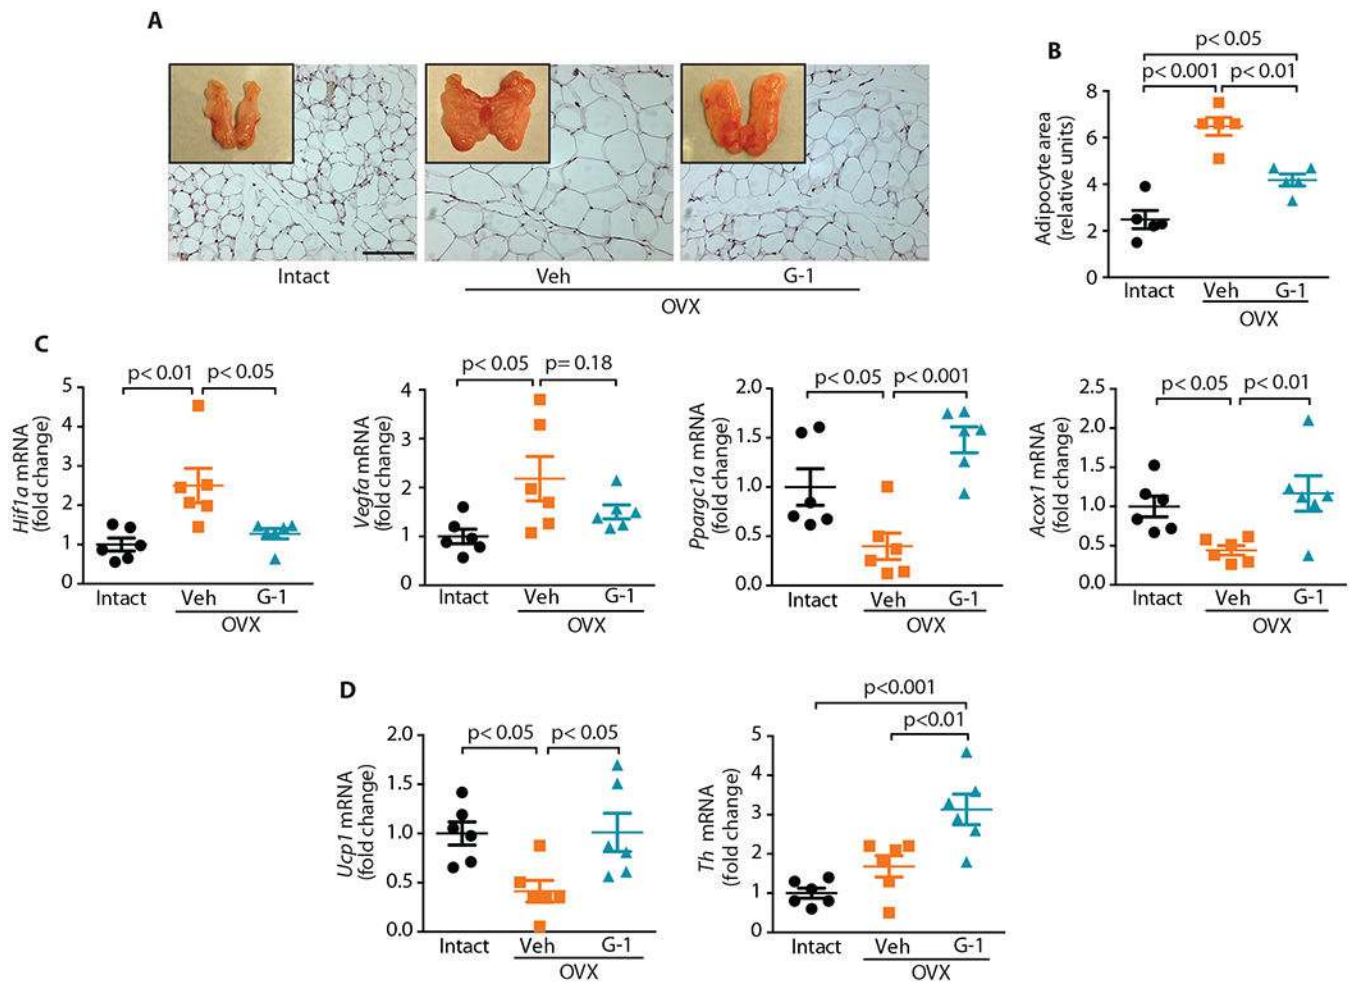 A
Intact
Veh
G-1
OVX
B
p< 0.05
p< 0.001
p< 0.01
Adipocyte area
(relative units)
8
6
4
2
0
Intact
Veh
G-1
OVX
C
p< 0.01
p< 0.05
Hif1a mRNA
(fold change)
5
4
3
2
1
0
Intact
Veh
G-1
OVX
p< 0.05
p= 0.18
Vegfa mRNA
(fold change)
4
3
2
1
0
Intact
Veh
G-1
OVX
p< 0.05
p< 0.001
Ppargc1a mRNA
(fold change)
2.0
1.5
1.0
0.5
0.0
Intact
Veh
G-1
OVX
p< 0.05
p< 0.01
Acox1 mRNA
(fold change)
2.5
2.0
1.5
1.0
0.5
0.0
Intact
Veh
G-1
OVX
D
p< 0.05
p< 0.05
Ucp1 mRNA
(fold change)
2.0
1.5
1.0
0.5
0.0
Intact
Veh
G-1
OVX
p<0.001
p<0.01
Th mRNA
(fold change)
5
4
3
2
1
0
Intact
Veh
G-1
OVX